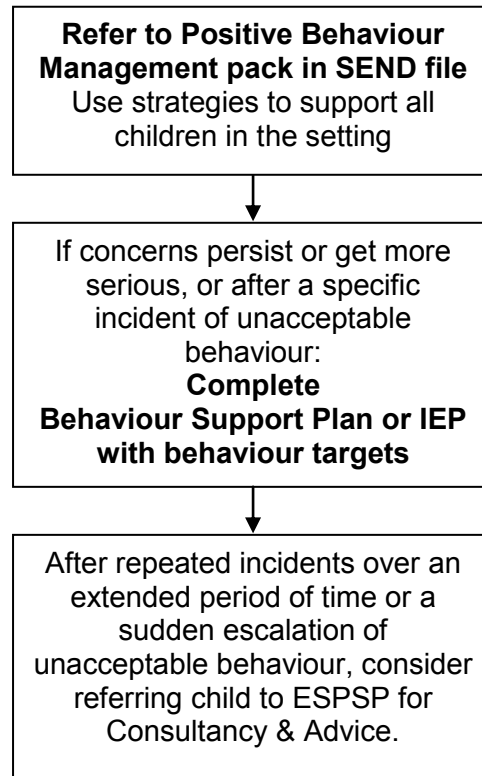 Refer to Positive Behaviour
Management pack in SEND file
Use strategies to support all
children in the setting
If concerns persist or get more
serious, or after a specific
incident of unacceptable
behaviour:
Complete
Behaviour Support Plan or IEP
with behaviour targets
After repeated incidents over an
extended period of time or a
sudden escalation of
unacceptable behaviour, consider
referring child to ESPSP for
Consultancy & Advice.